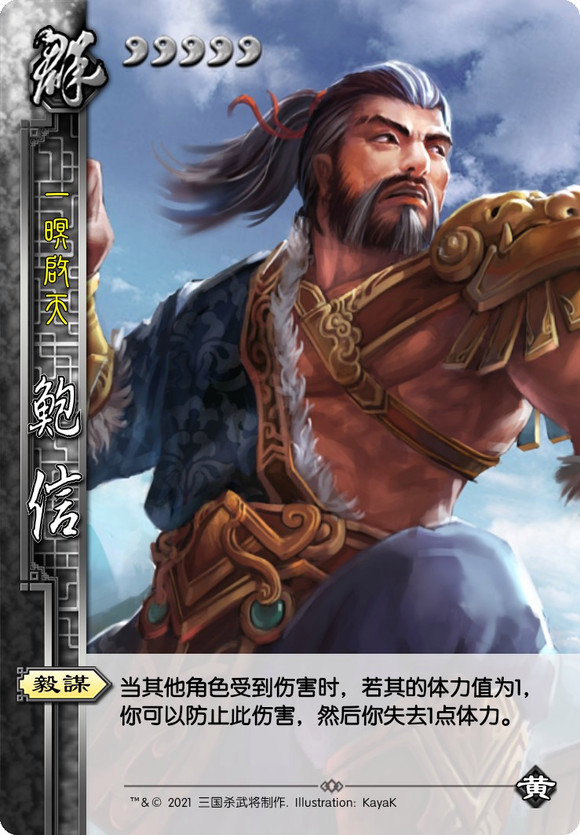 群
一暝啟天
鮑信
毅謀
当其他角色受到伤害时，若其的体力值为1，
你可以防止此伤害，然后你失去1点体力。
黄
™&© 2021 三国杀武将制作. Illustration: KayaK